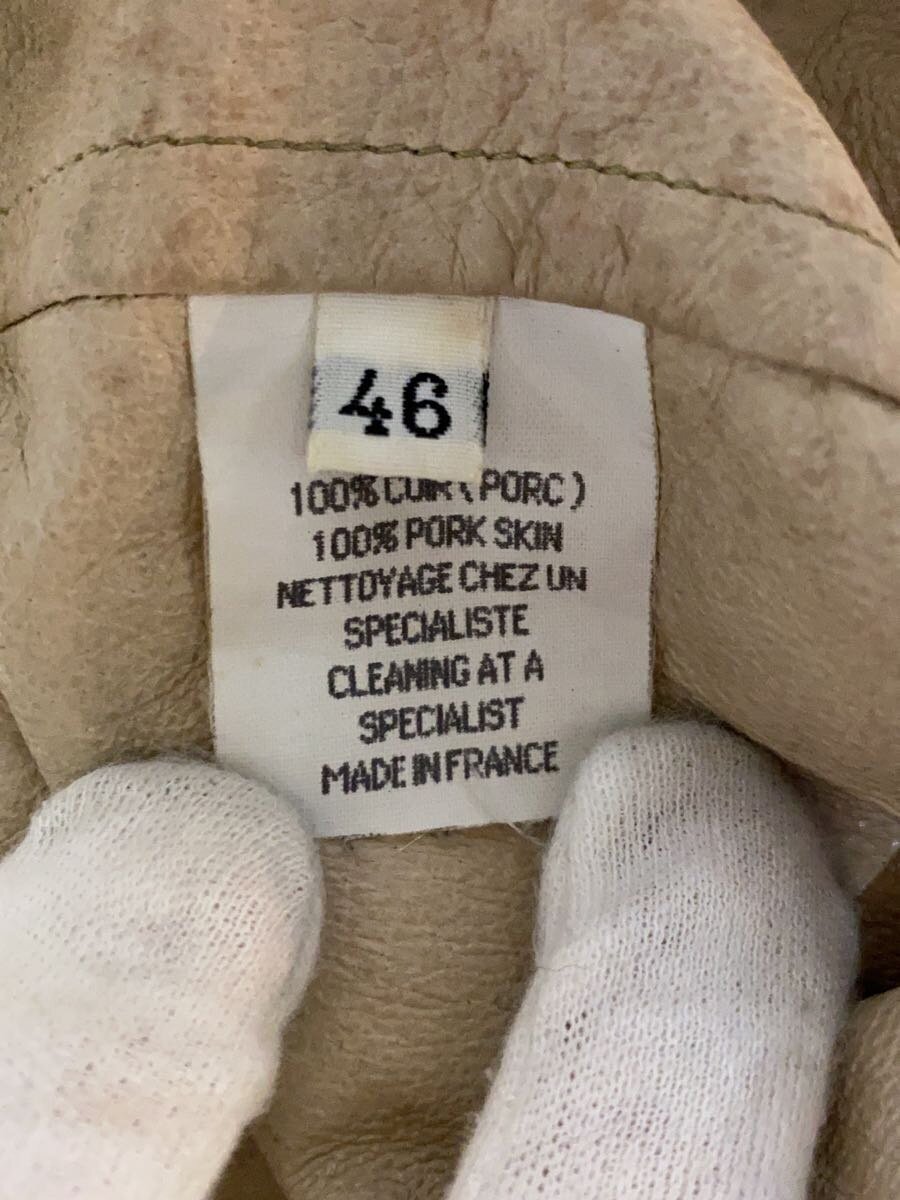 46
100% CUIR (PORC)
100% PORK SKIN
NETTOYAGE CHEZ UN
SPECIALISTE
CLEANING AT A
SPECIALIST
MADE IN FRANCE